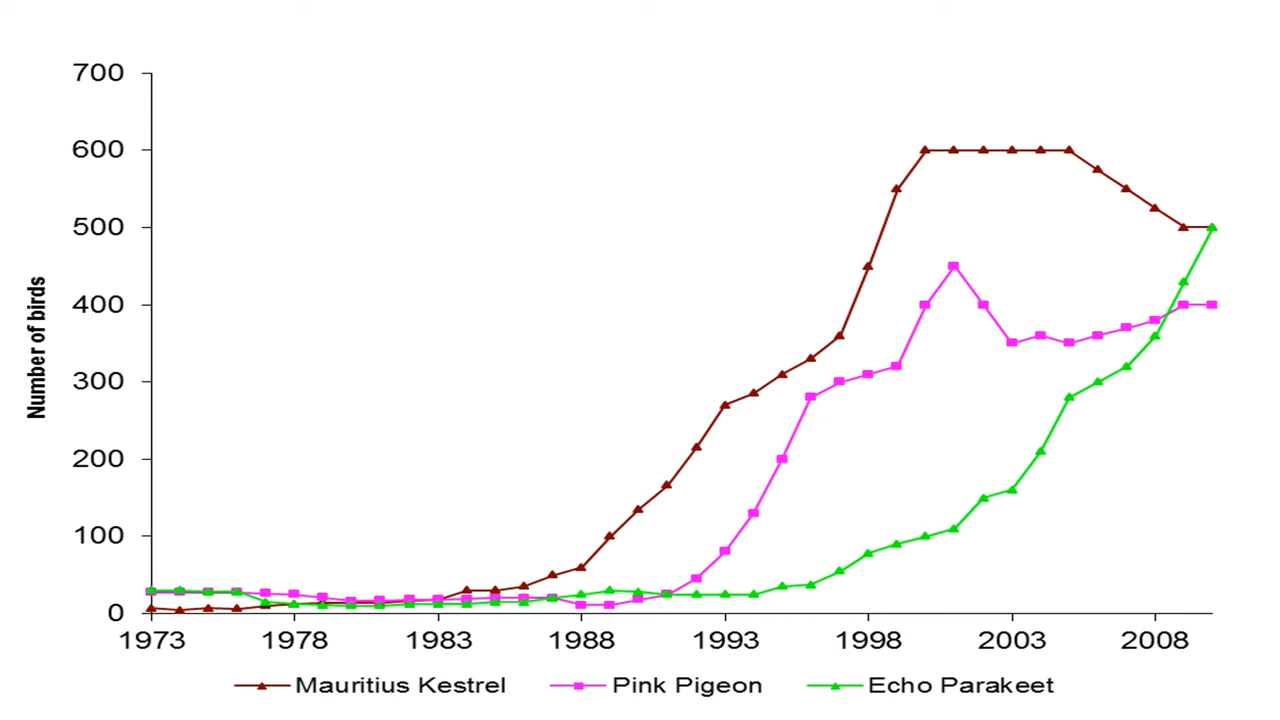 700
600
500
400
300
200
100
0
Number of birds
1973 1978 1983 1988 1993 1998 2003 2008
Mauritius Kestrel Pink Pigeon Echo Parakeet